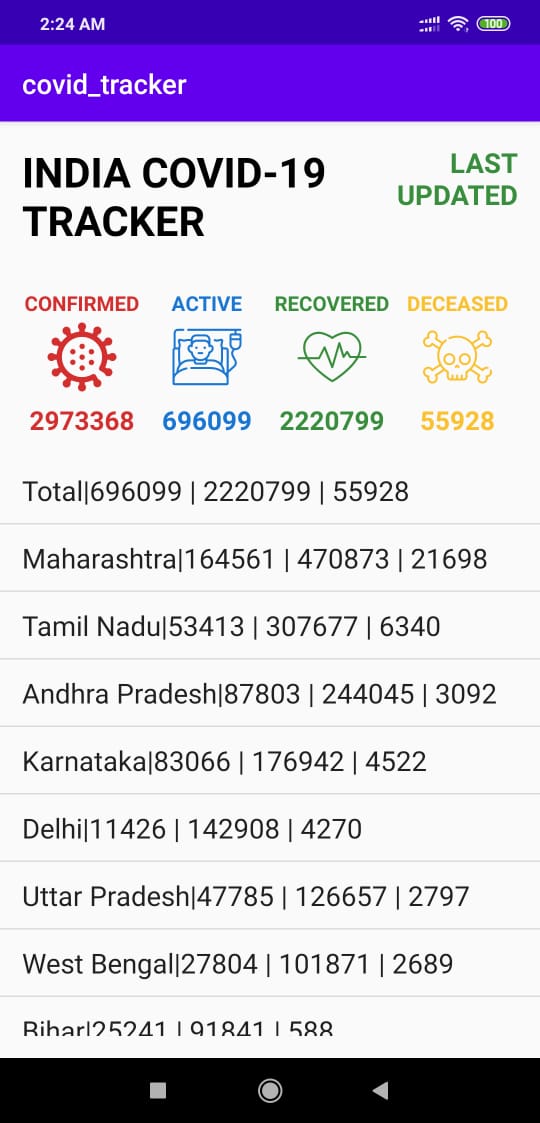 2:24 AM
100
covid_tracker
INDIA COVID-19
TRACKER
LAST
UPDATED
CONFIRMED ACTIVE RECOVERED DECEASED
2973368 696099 2220799 55928
Total|696099 | 2220799 | 55928
Maharashtra|164561 | 470873 | 21698
Tamil Nadu|53413 | 307677 | 6340
Andhra Pradesh|87803 | 244045 | 3092
Karnataka|83066 | 176942 | 4522
Delhi|11426 | 142908 | 4270
Uttar Pradesh|47785 | 126657 | 2797
West Bengal|27804 | 101871 | 2689
Bihar|25241 | 91841 | 588